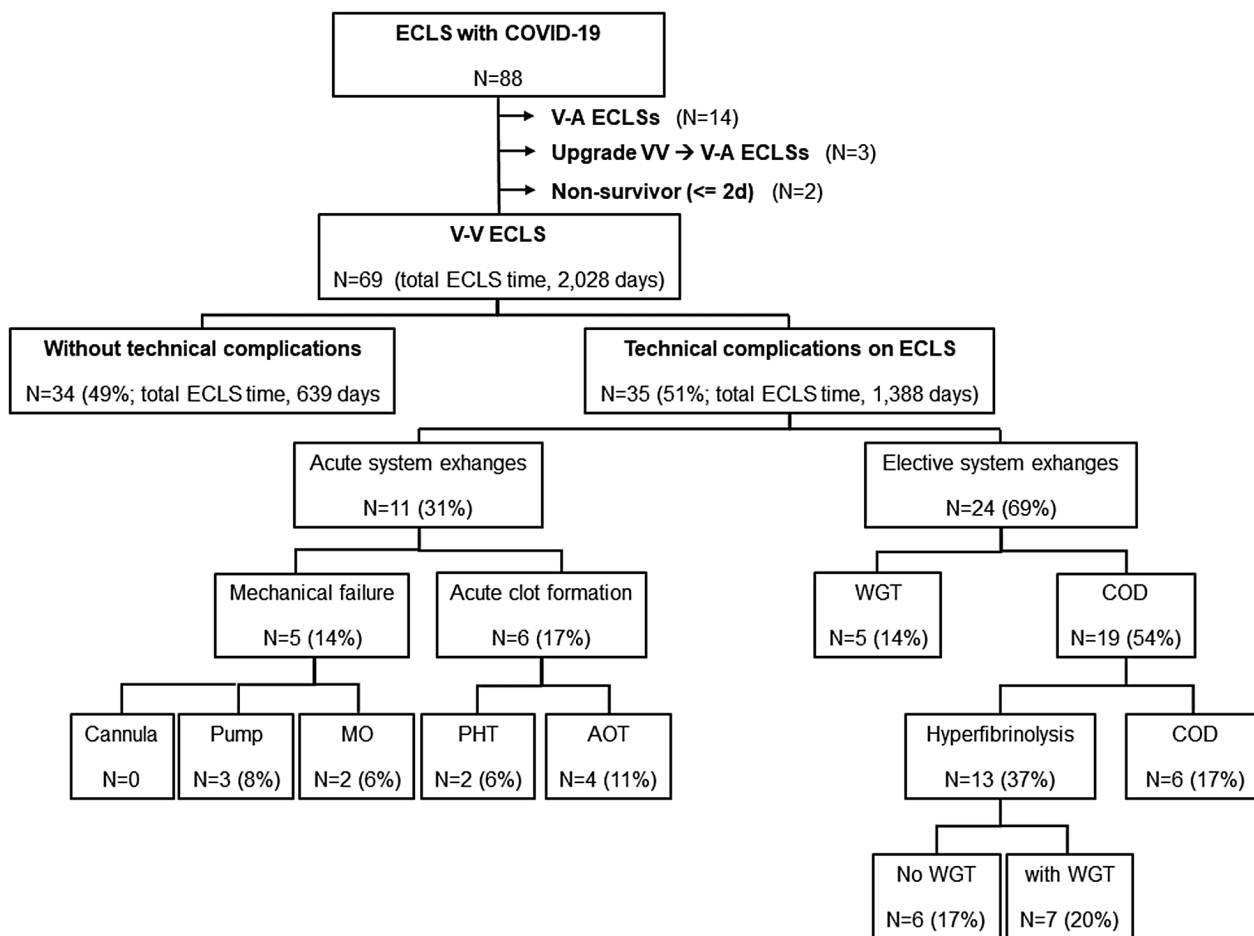 ECLS with COVID-19
N=88
V-A ECLSs (N=14)
Upgrade VV → V-A ECLSs (N=3)
Non-survivor (<= 2d) (N=2)
V-V ECLS
N=69 (total ECLS time, 2,028 days)
Without technical complications
N=34 (49%; total ECLS time, 639 days
Technical complications on ECLS
N=35 (51%; total ECLS time, 1,388 days)
Acute system exhanges
N=11 (31%)
Elective system exhanges
N=24 (69%)
Mechanical failure
N=5 (14%)
Acute clot formation
N=6 (17%)
WGT
N=5 (14%)
COD
N=19 (54%)
Cannula
N=0
Pump
N=3 (8%)
MO
N=2 (6%)
PHT
N=2 (6%)
AOT
N=4 (11%)
Hyperfibrinolysis
N=13 (37%)
COD
N=6 (17%)
No WGT
N=6 (17%)
with WGT
N=7 (20%)